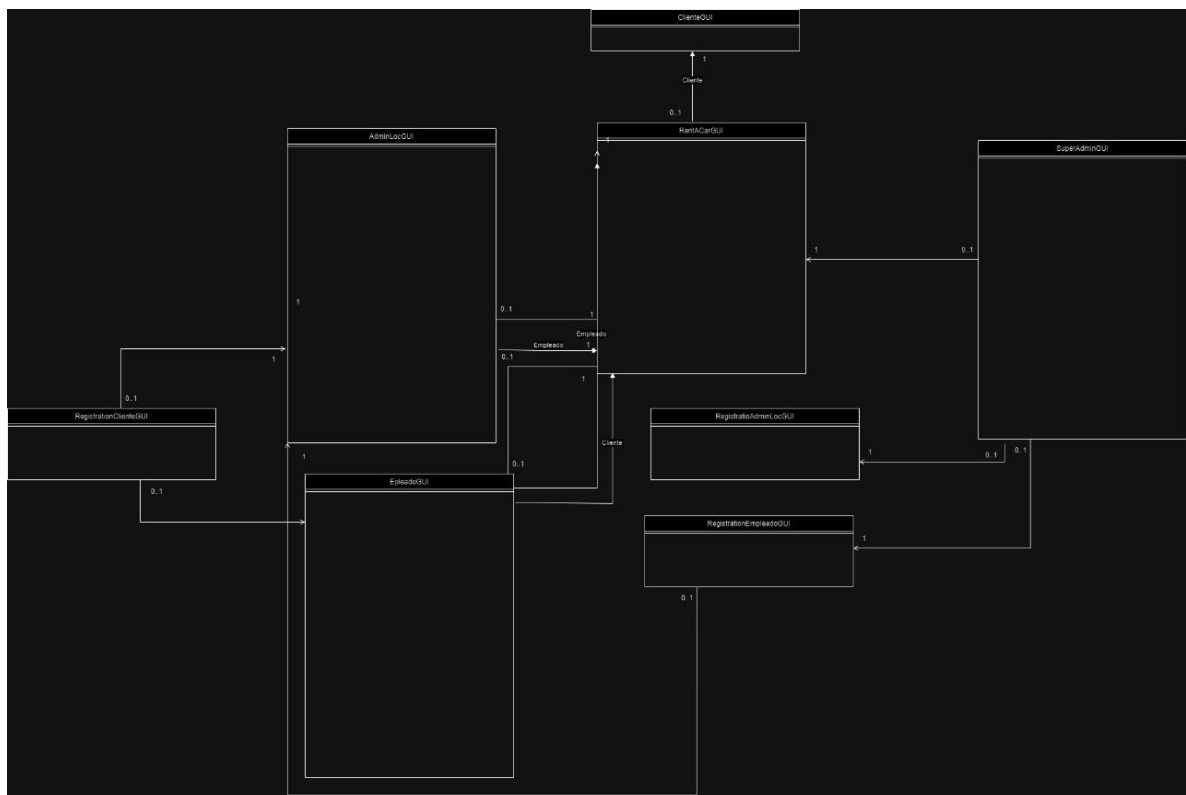 ClienteGUI
1
Cliente
0..1
AdminLocGUI
RentACarGUI
1
SuperAdminGUI
1
0..1
1
0..1
1
Empleado
Empleado
1
0..1
1
0..1
1
RegistrationClienteGUI
RegistratioAdminLocGUI
Cliente
1
0..1
0..1
1
0..1
EpleadoGUI
0..1
RegistrationEmpleadoGUI
1
0..1